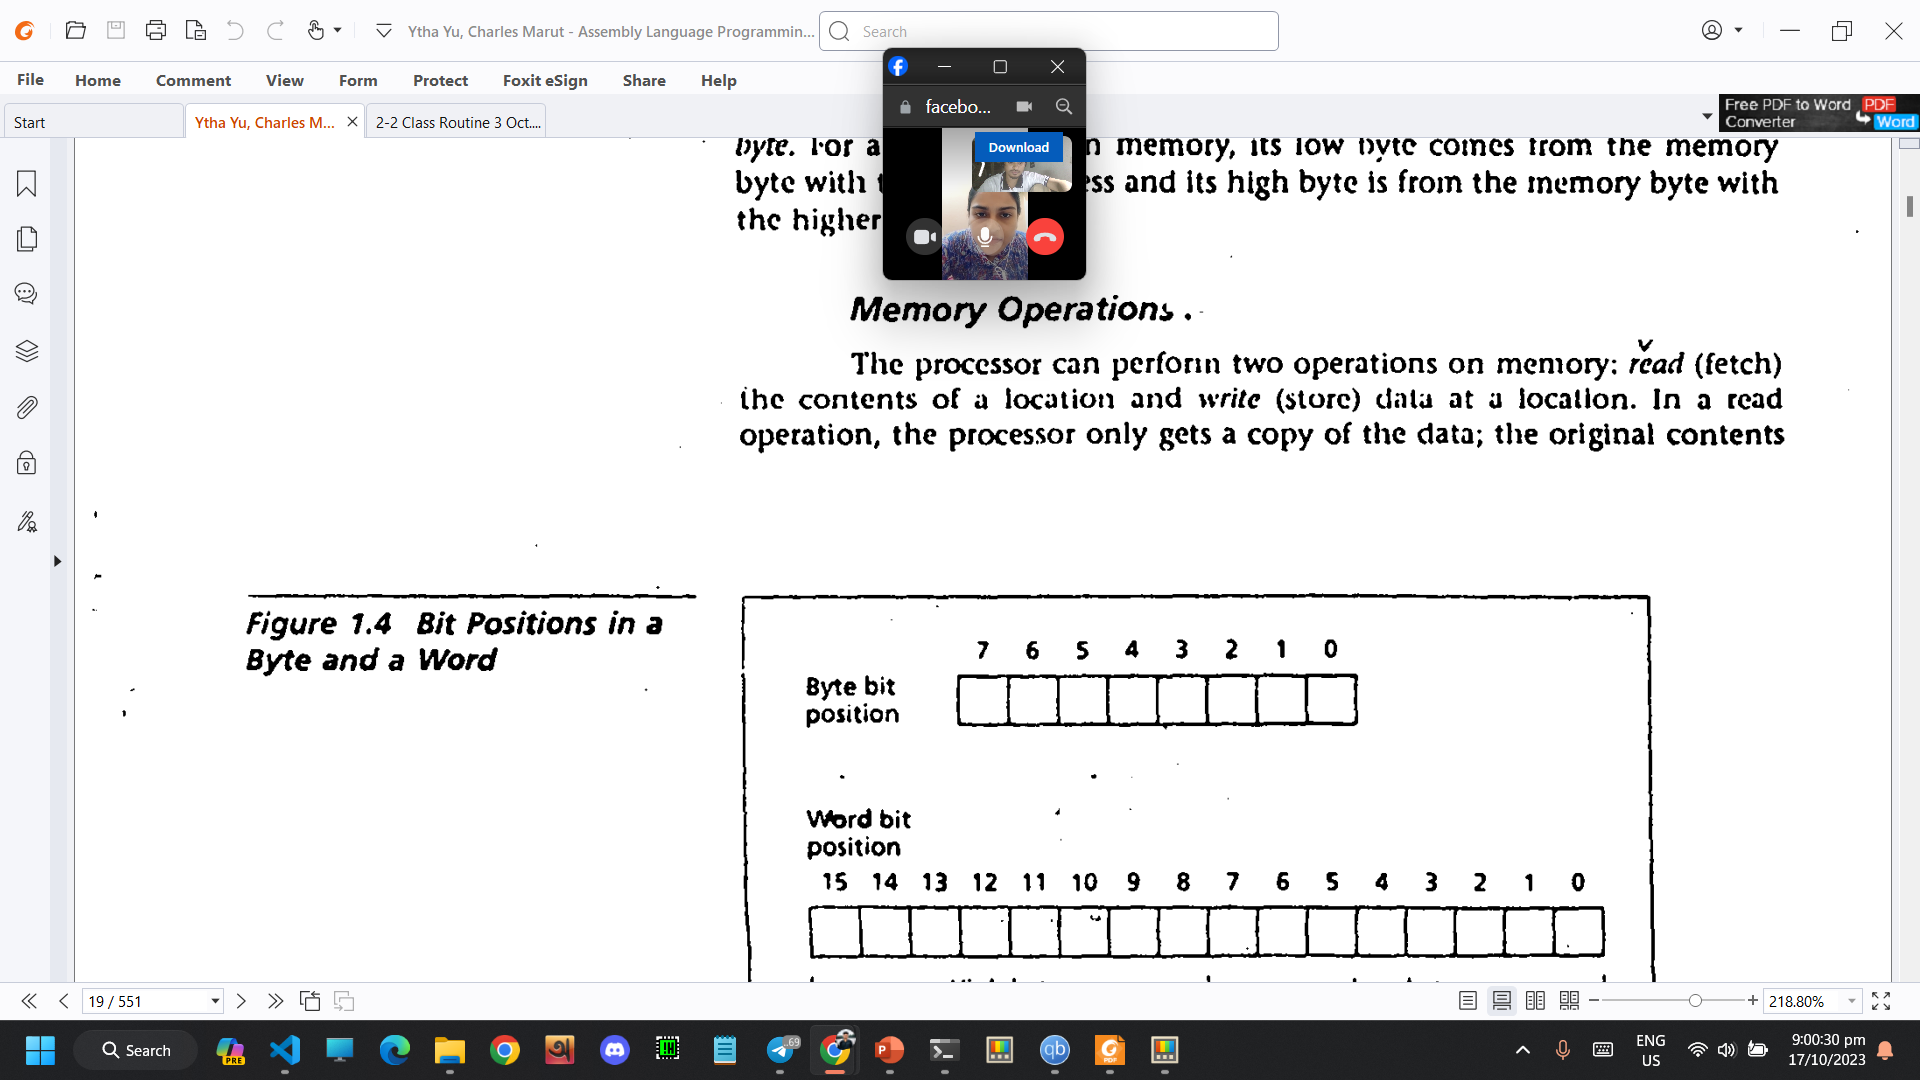 Ytha Yu, Charles Marut - Assembly Language Programmin...
Search
File
Home
Comment
View
Form
Protect
Foxit eSign
Share
Help
Start
Ytha Yu, Charles M...
2-2 Class Routine 3 Oct....
Free PDF to Word
Converter
PDF
Word
facebo...
Download
byte. For a
n memory, its low byte comes from the memory
byte with
ess and its high byte is from the memory byte with
the higher
Memory Operations.
The processor can perform two operations on memory: read (fetch)
the contents of a location and write (store) data at a location. In a read
operation, the processor only gets a copy of the data; the original contents
Figure 1.4 Bit Positions in a
Byte and a Word
7 6 5 4 3 2 1 0
Byte bit
position
Word bit
position
15 14 13 12 11 10 9 8 7 6 5 4 3 2 1 0
19 / 551
218.80%
Search
PRE
..69
qb
ENG
US
9:00:30 pm
17/10/2023